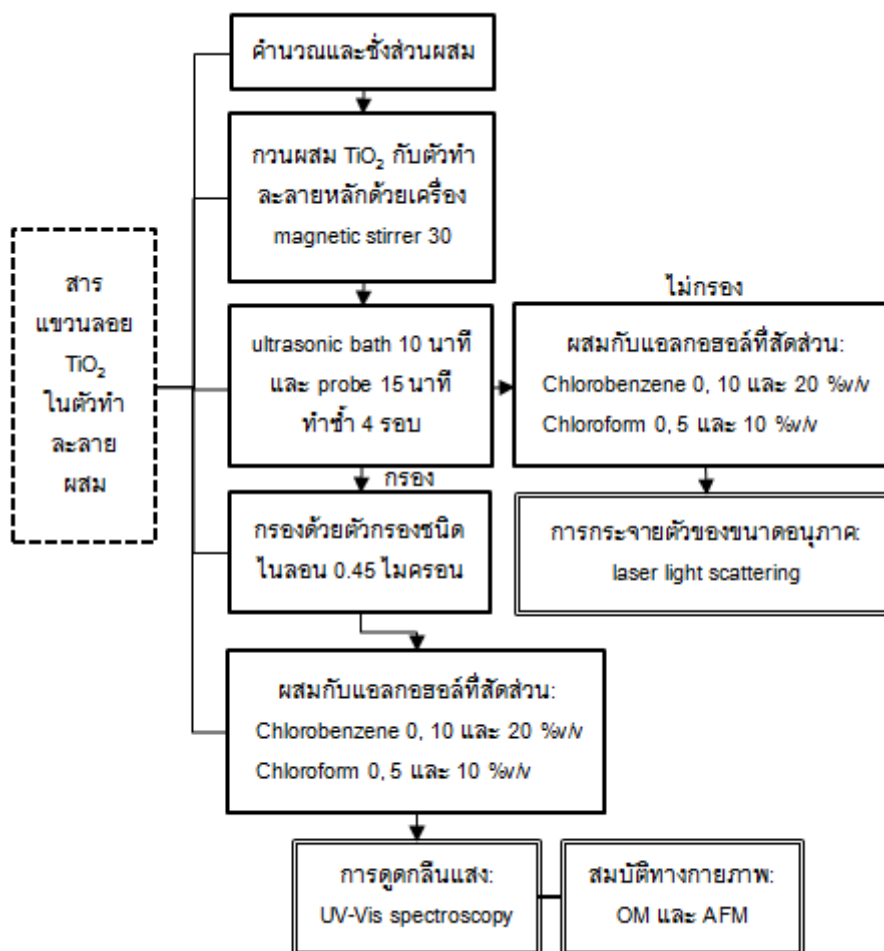 คำนวณและชั่งส่วนผสม
กวนผสม TiO₂ กับตัวทำ
ละลายหลักด้วยเครื่อง
magnetic stirrer 30
สาร
แขวนลอย
TiO₂
ในตัวทำ
ละลาย
ผสม
ultrasonic bath 10 นาที
และ probe 15 นาที
ทำซ้ำ 4 รอบ
ไม่กรอง
ผสมกับแอลกอฮอล์ที่สัดส่วน:
Chlorobenzene 0, 10 และ 20 %v/v
Chloroform 0, 5 และ 10 %v/v
การกระจายตัวของขนาดอนุภาค:
laser light scattering
กรอง
กรองด้วยตัวกรองชนิด
ไนลอน 0.45 ไมครอน
ผสมกับแอลกอฮอล์ที่สัดส่วน:
Chlorobenzene 0, 10 และ 20 %v/v
Chloroform 0, 5 และ 10 %v/v
การดูดกลืนแสง:
UV-Vis spectroscopy
สมบัติทางกายภาพ:
OM และ AFM